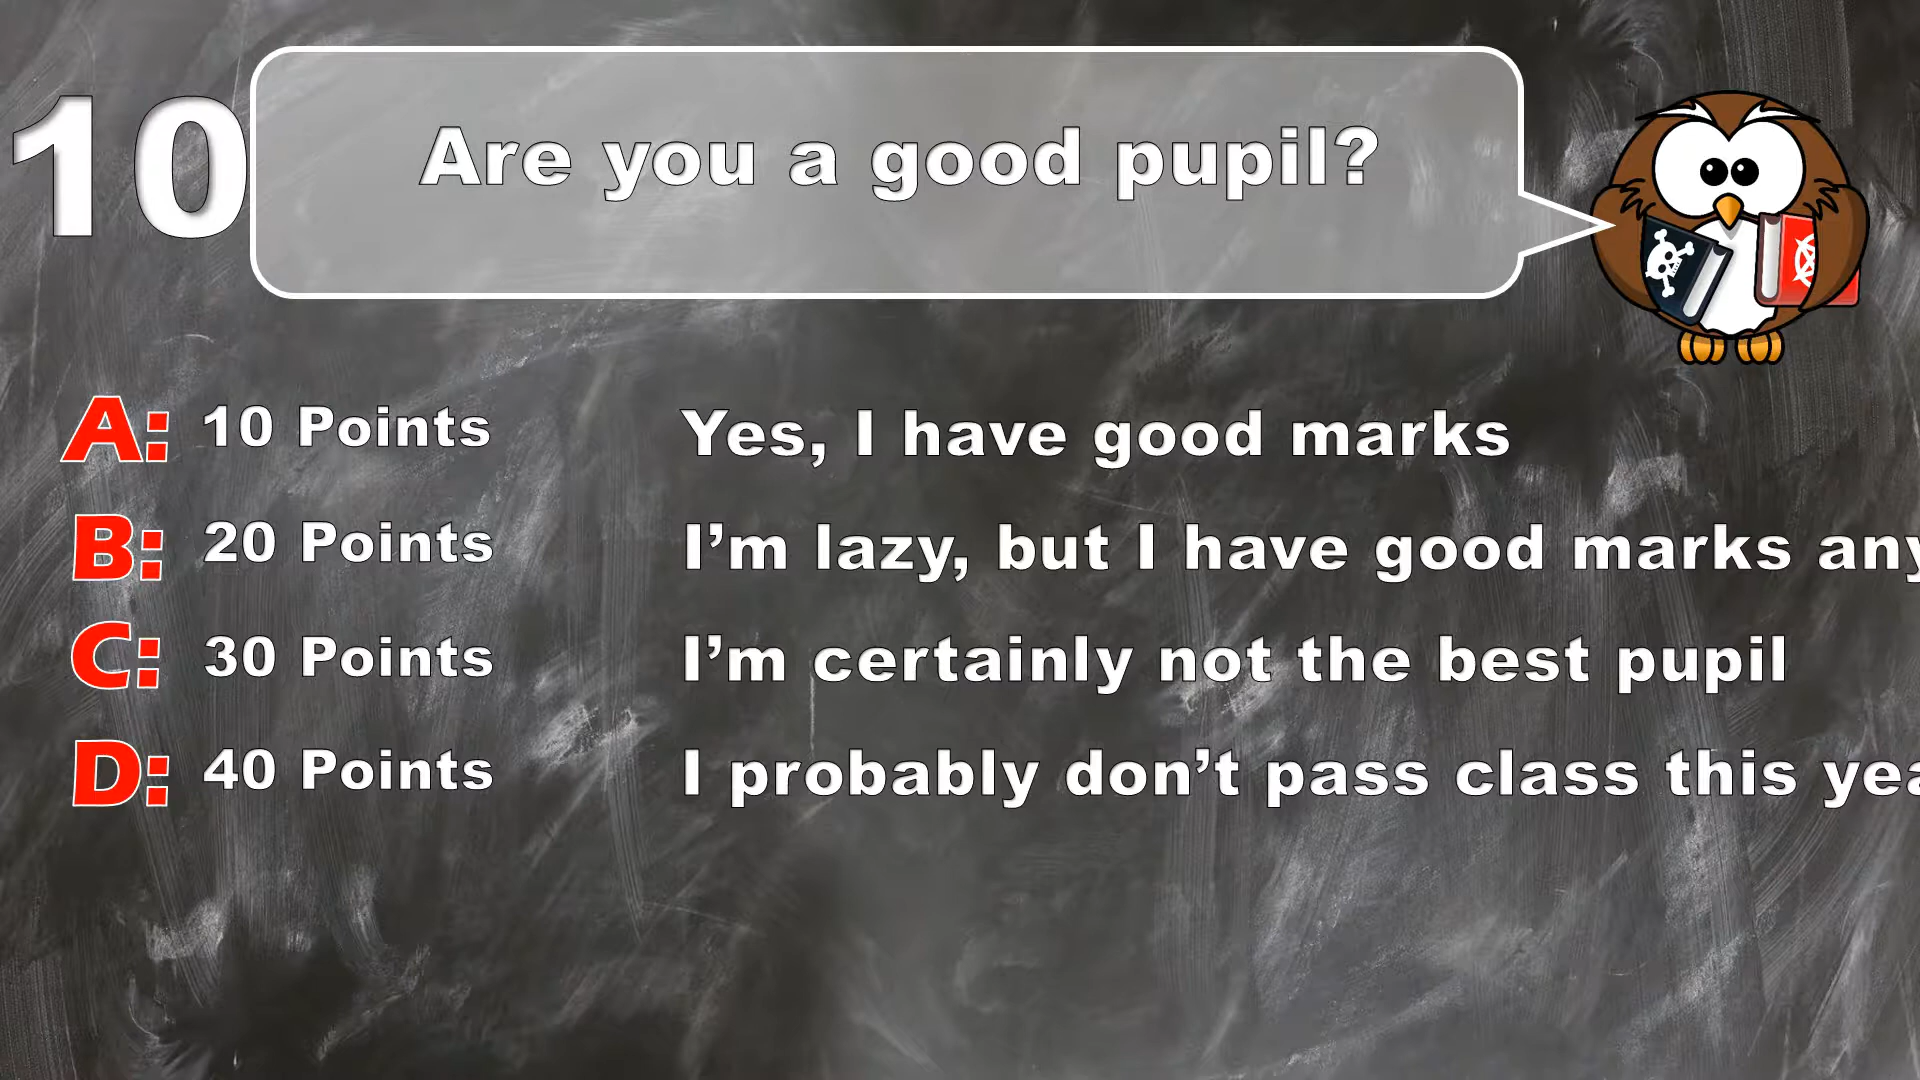 10
Are you a good pupil?
A: 10 Points Yes, I have good marks
B: 20 Points I’m lazy, but I have good marks
C: 30 Points I’m certainly not the best pupil
D: 40 Points I probably don’t pass class this